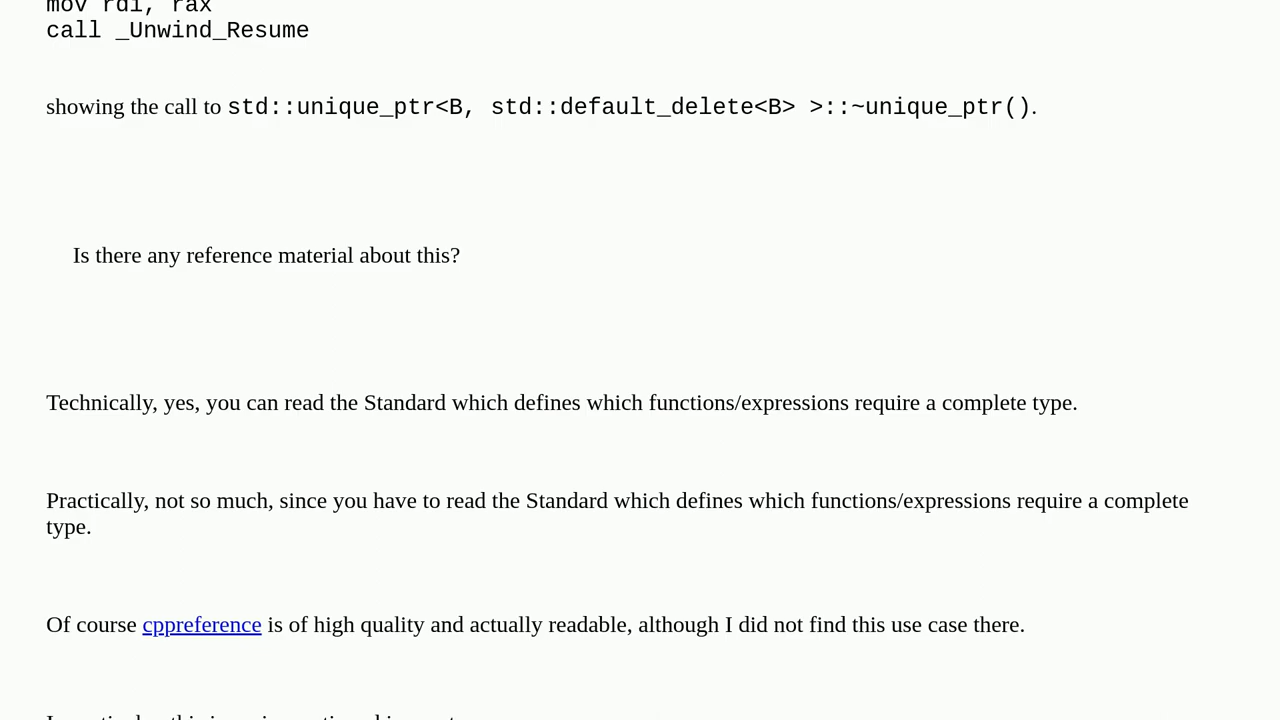 mov rdi, rax
call _Unwind_Resume
showing the call to std::unique_ptr<B, std::default_delete<B> >::~unique_ptr().
Is there any reference material about this?
Technically, yes, you can read the Standard which defines which functions/expressions require a complete type.
Practically, not so much, since you have to read the Standard which defines which functions/expressions require a complete
type.
Of course cppreference is of high quality and actually readable, although I did not find this use case there.